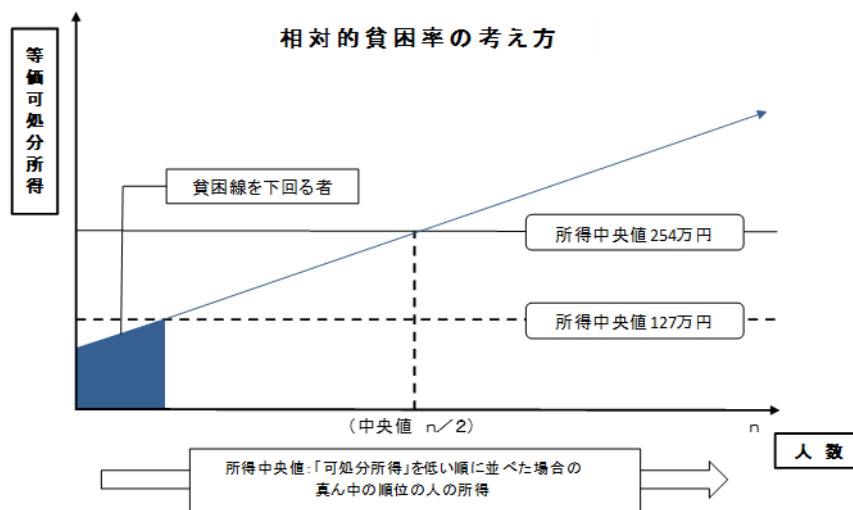 相対的貧困率の考え方
等価可処分所得
貧困線を下回る者
所得中央値254万円
所得中央値127万円
(中央値 n/2)
n
人数
所得中央値:「可処分所得」を低い順に並べた場合の
真ん中の順位の人の所得